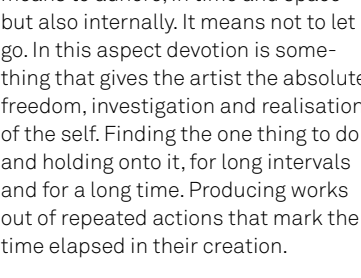 means to adhere, in time and space
but also internally. It means not to let
go. In this aspect devotion is some-
thing that gives the artist the absolute
freedom, investigation and realisation
of the self. Finding the one thing to do
and holding onto it, for long intervals
and for a long time. Producing works
out of repeated actions that mark the
time elapsed in their creation.